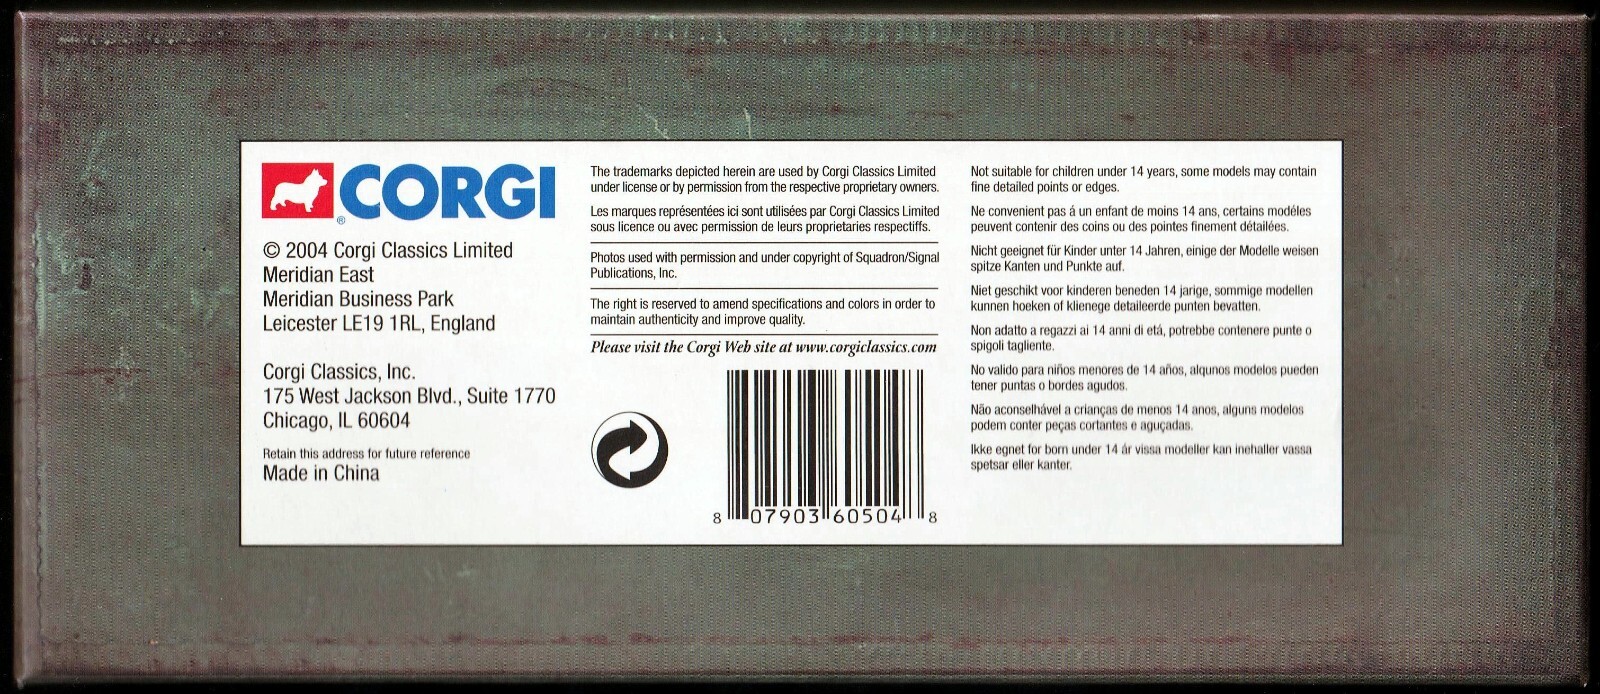 CORGI
®
© 2004 Corgi Classics Limited
Meridian East
Meridian Business Park
Leicester LE19 1RL, England
Corgi Classics, Inc.
175 West Jackson Blvd., Suite 1770
Chicago, IL 60604
Retain this address for future reference
Made in China
The trademarks depicted herein are used by Corgi Classics Limited
under license or by permission from the respective proprietary owners.
Les marques représentées ici sont utilisées par Corgi Classics Limited
sous licence ou avec permission de leurs proprietaries respectiffs.
Photos used with permission and under copyright of Squadron/Signal
Publications, Inc.
The right is reserved to amend specifications and colors in order to
maintain authenticity and improve quality.
Please visit the Corgi Web site at www.corgiclassics.com
8 07903 60504 8
Not suitable for children under 14 years, some models may contain
fine detailed points or edges.
Ne convenient pas á un enfant de moins 14 ans, certains modéles
peuvent contenir des coins ou des pointes finement détailées.
Nicht geeignet für Kinder unter 14 Jahren, einige der Modelle weisen
spitze Kanten und Punkte auf.
Niet geschikt voor kinderen beneden 14 jarige, sommige modellen
kunnen hoeken of klienege detaileerde punten bevatten.
Non adatto a regazzi ai 14 anni di etá, potrebbe contenere punte o
spigoli tagliente.
No valido para niños menores de 14 años, alqunos modelos pueden
tener puntas o bordes agudos.
Não aconselhável a crianças de menos 14 anos, alguns modelos
podem conter peças cortantes e aguçadas.
Ikke egnet for born under 14 ár vissa modeller kan inehaller vassa
spetsar eller kanter.